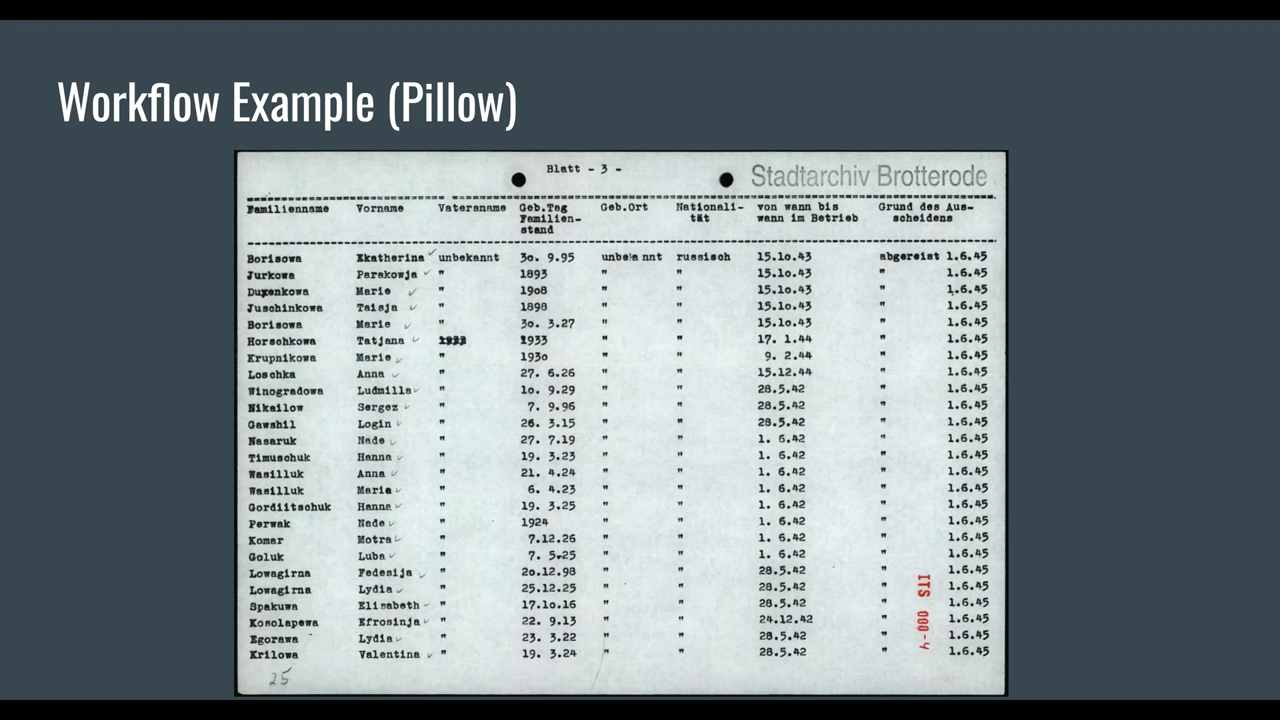 Workflow Example (Pillow)
Blatt - 3 -
Stadtarchiv Brotterode
Familienname Vorname Vatersname Geb.Tag Geb.Ort Nationali- von wann bis Grund des Aus-
Familien- tät wann im Betrieb scheidens
stand
Borisowa Ekatherina unbekannt 3o. 9.95 unbekannt russisch 15.1o.43 abgereist 1.6.45
Jurkowa Parakowja " 1893 " " 15.1o.43 " 1.6.45
Duxenkowa Marie " 19o8 " " 15.1o.43 " 1.6.45
Juschinkowa Taisja " 1898 " " 15.1o.43 " 1.6.45
Borisowa Marie " 3o. 3.27 " " 15.1o.43 " 1.6.45
Horschkowa Tatjana 1933 " " 17. 1.44 " 1.6.45
Krupnikowa Marie " 193o " " 9. 2.44 " 1.6.45
Loschka Anna " 27. 6.26 " " 15.12.44 " 1.6.45
Winogradowa Ludmilla " 1o. 9.29 " " 28.5.42 " 1.6.45
Nikailow Sergez " 7. 9.96 " " 28.5.42 " 1.6.45
Gawshil Login " 26. 3.15 " " 28.5.42 " 1.6.45
Nasaruk Nade " 27. 7.19 " " 1. 6.42 " 1.6.45
Timuschuk Hanna " 19. 3.23 " " 1. 6.42 " 1.6.45
Wasilluk Anna " 21. 4.24 " " 1. 6.42 " 1.6.45
Wasilluk Maria " 6. 4.23 " " 1. 6.42 " 1.6.45
Gordiitschuk Hanna " 19. 3.25 " " 1. 6.42 " 1.6.45
Perwak Nade " 1924 " " 1. 6.42 " 1.6.45
Komar Motra " 7.12.26 " " 1. 6.42 " 1.6.45
Goluk Luba " 7. 5.25 " " 1. 6.42 " 1.6.45
Lowagirna Fedesija " 2o.12.98 " " 28.5.42 " 1.6.45
Lowagirna Lydia " 25.12.25 " " 28.5.42 " 1.6.45
Spakuwa Elisabeth " 17.1o.16 " " 28.5.42 " 1.6.45
Kosolapewa Efrosinja " 22. 9.13 " " 24.12.42 " 1.6.45
Egorawa Lydia " 23. 3.22 " " 28.5.42 " 1.6.45
Krilowa Valentina " 19. 3.24 " " 28.5.42 " 1.6.45
ITS 000-4
25